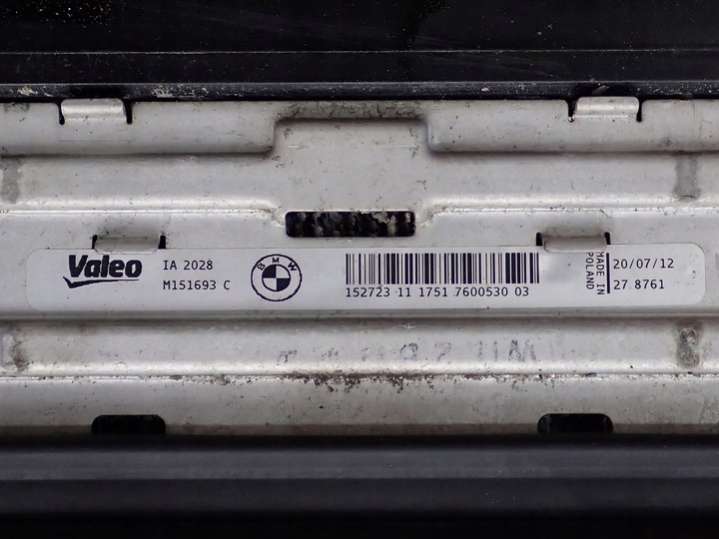 Valeo
IA 2028
M151693 C
BMW
152723 11 1751 7600530 03
MADE IN
POLAND
20/07/12
27 8761